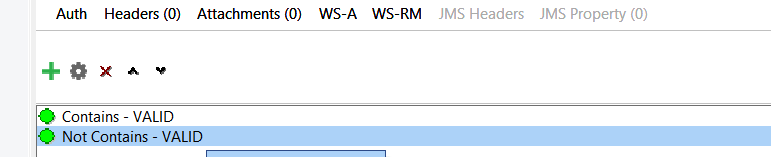 Auth Headers (0) Attachments (0) WS-A WS-RM JMS Headers JMS Property (0)
Contains - VALID
Not Contains - VALID